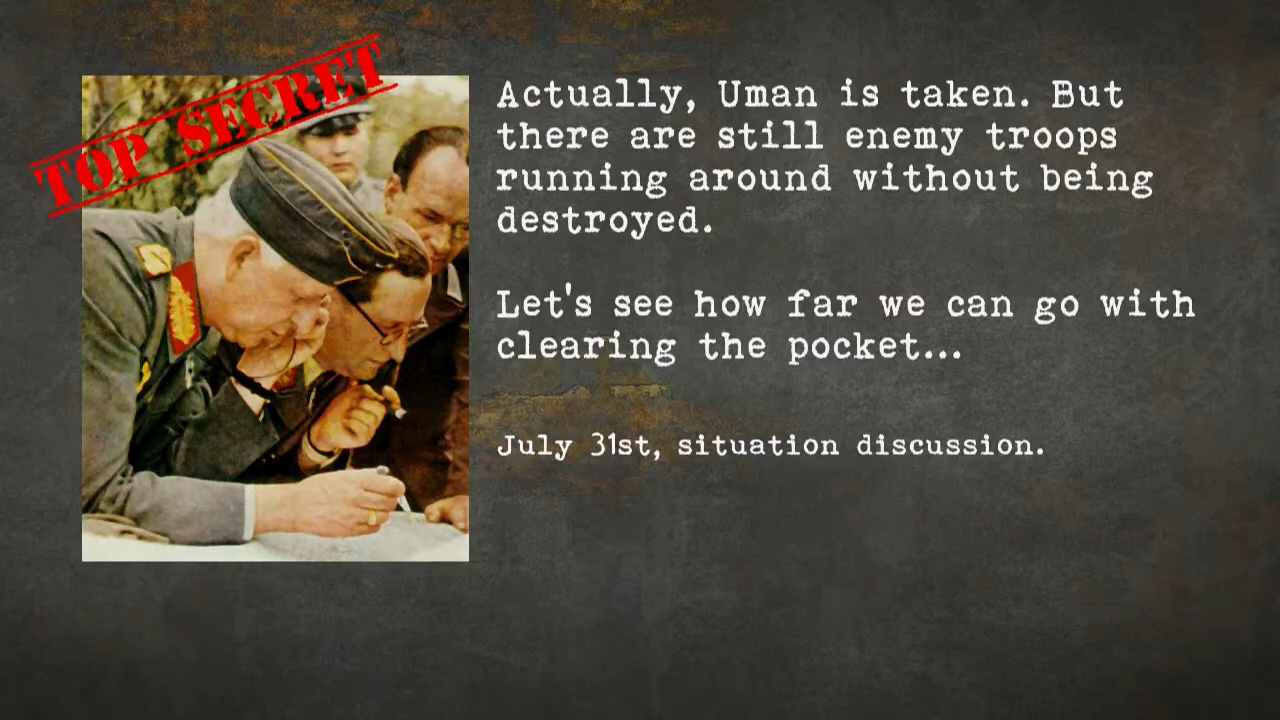 TOP SECRET
Actually, Uman is taken. But
there are still enemy troops
running around without being
destroyed.
Let's see how far we can go with
clearing the pocket...
July 31st, situation discussion.